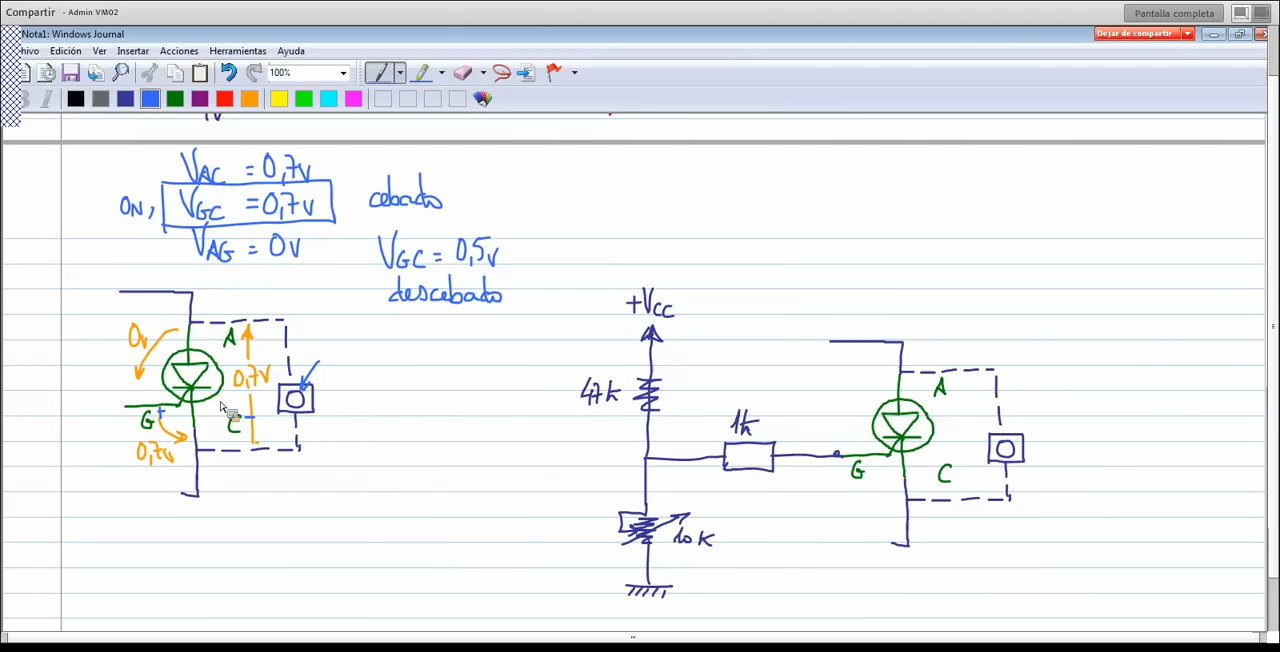 Compartir - Admin VM02
Pantalla completa
Nota1: Windows Journal
Dejar de compartir
hivo Edición Ver Insertar Acciones Herramientas Ayuda
100%
VAC = 0,7v
ON, VGC = 0,7v cebado
VAG = 0v VGC = 0,5v
descebado
+VCC
0v A
0,7v
47k
A
1k
G C
0,7v
G C
10K